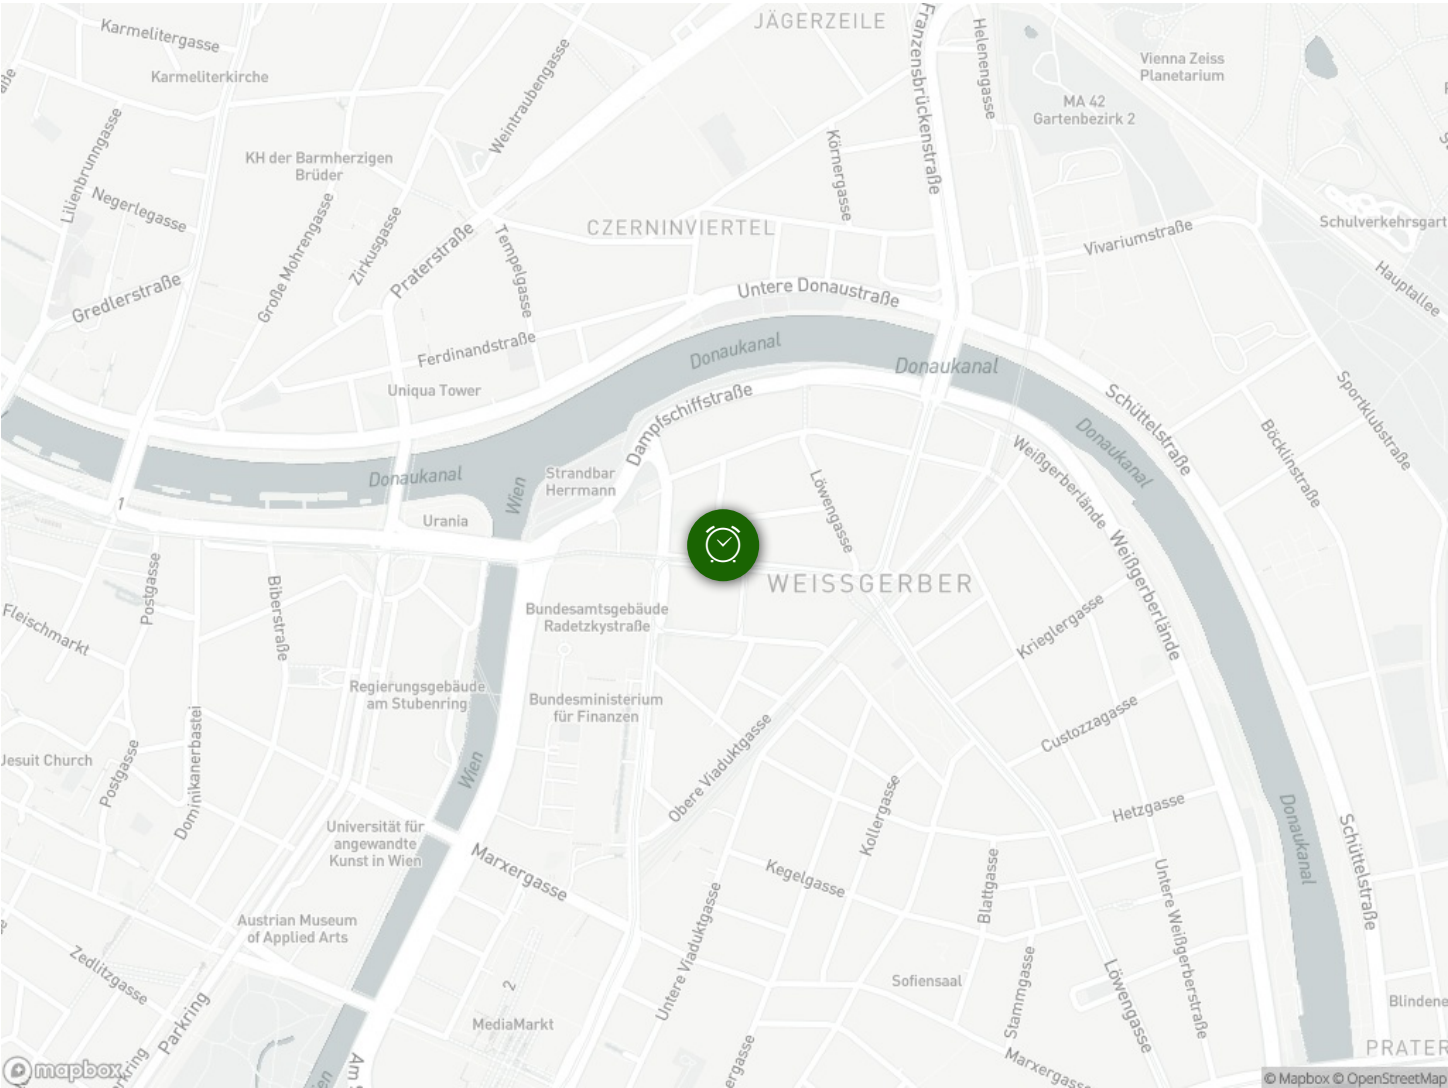 JÄGERZEILE
Karmelitergasse
Karmeliterkirche
Franzensbrückenstraße
Helenengasse
Vienna Zeiss
Planetarium
MA 42
Gartenbezirk 2
Weintraubengasse
Lilienbrunngasse
KH der Barmherzigen
Brüder
Körnergasse
Negerlegasse
Große Mohrengasse
Zirkusgasse
Praterstraße
Tempelgasse
CZERNINVIERTEL
Vivariumstraße
Schulverkehrsgart
Hauptallee
Gredlerstraße
Untere Donaustraße
Ferdinandstraße
Donaukanal
Donaukanal
Uniqua Tower
Dampfschiffstraße
Schüttelstraße
Sportklubstraße
Böcklinstraße
Donaukanal
Donaukanal
Strandbar
Herrmann
Wien
Weißgerberlände
Löwengasse
1
Urania
Weißgerberlände
Postgasse
Biberstraße
Fleischmarkt
WEISSGERBER
Bundesamtsgebäude
Radetzkystraße
Krieglergasse
Regierungsgebäude
am Stubenring
Bundesministerium
für Finanzen
Custozzagasse
Jesuit Church
Postgasse
Dominikanerbastei
Wien
Obere Viaduktgasse
Kollergasse
Hetzgasse
Donaukanal
Schüttelstraße
Universität für
angewandte
Kunst in Wien
Marxergasse
Kegelgasse
Blattgasse
Untere Weißgerberstraße
Austrian Museum
of Applied Arts
Untere Viaduktgasse
Zedlitzgasse
Parkring
2
Sofiensaal
Stammgasse
Löwengasse
Blindene
MediaMarkt
Marxergasse
PRATER
mapbox
rkring
ien
Am
ergasse
© Mapbox © OpenStreetMap